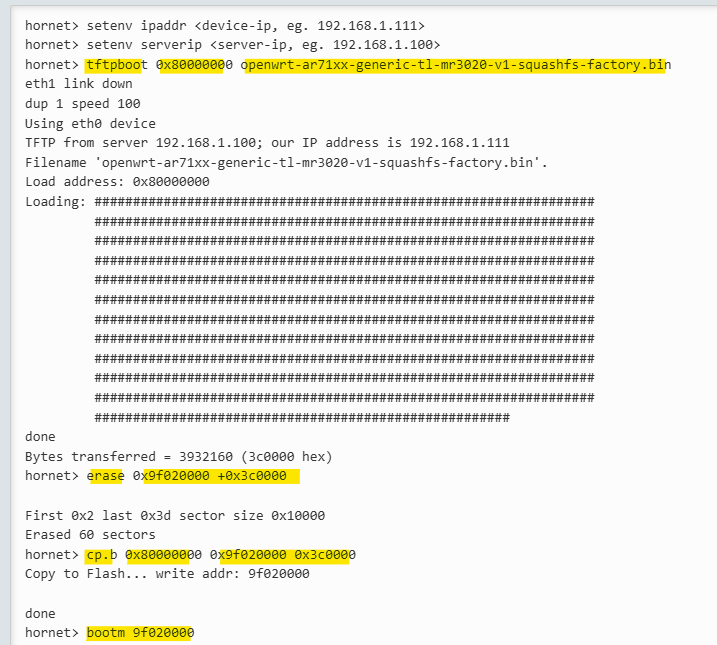 hornet> setenv ipaddr <device-ip, eg. 192.168.1.111>
hornet> setenv serverip <server-ip, eg. 192.168.1.100>
hornet> tftpboot 0x80000000 openwrt-ar71xx-generic-tl-mr3020-v1-squashfs-factory.bin
eth1 link down
dup 1 speed 100
Using eth0 device
TFTP from server 192.168.1.100; our IP address is 192.168.1.111
Filename 'openwrt-ar71xx-generic-tl-mr3020-v1-squashfs-factory.bin'.
Load address: 0x80000000
Loading: #################################################################
#################################################################
#################################################################
#################################################################
#################################################################
#################################################################
#################################################################
#################################################################
#################################################################
#################################################################
#################################################################
######################################################
done
Bytes transferred = 3932160 (3c0000 hex)
hornet> erase 0x9f020000 +0x3c0000
First 0x2 last 0x3d sector size 0x10000
Erased 60 sectors
hornet> cp.b 0x80000000 0x9f020000 0x3c0000
Copy to Flash... write addr: 9f020000
done
hornet> bootm 9f020000